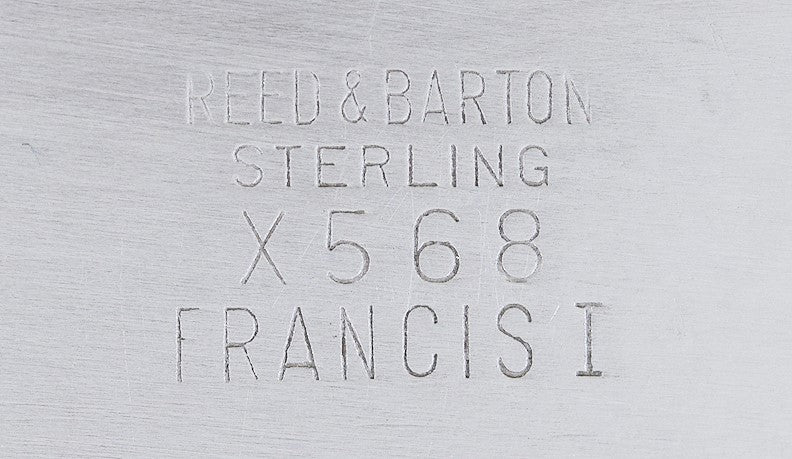 REED & BARTON
STERLING
X568
FRANCIS I